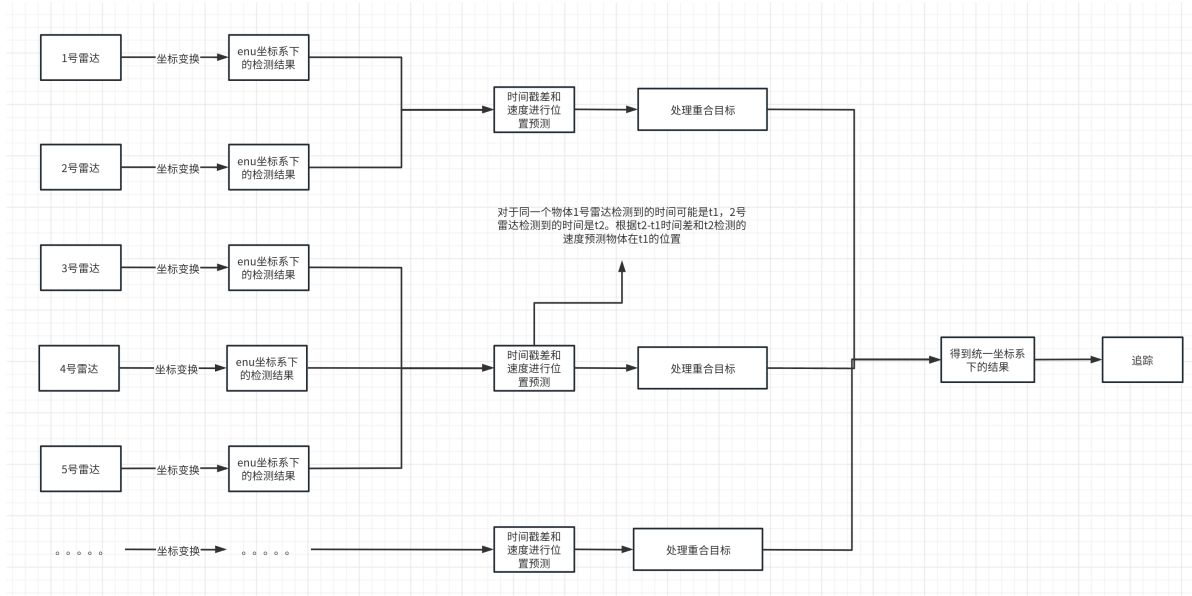 1号雷达
坐标变换
enu坐标系下
的检测结果
时间戳差和
速度进行位
置预测
处理重合目标
2号雷达
坐标变换
enu坐标系下
的检测结果
对于同一个物体1号雷达检测到的时间可能是t1，2号
雷达检测到的时间是t2。根据t2-t1时间差和t2检测的
速度预测物体在t1的位置
3号雷达
坐标变换
enu坐标系下
的检测结果
4号雷达
坐标变换
enu坐标系下
的检测结果
时间戳差和
速度进行位
置预测
处理重合目标
得到统一坐标系
下的结果
追踪
5号雷达
坐标变换
enu坐标系下
的检测结果
。。。。。
坐标变换
。。。。。
时间戳差和
速度进行位
置预测
处理重合目标